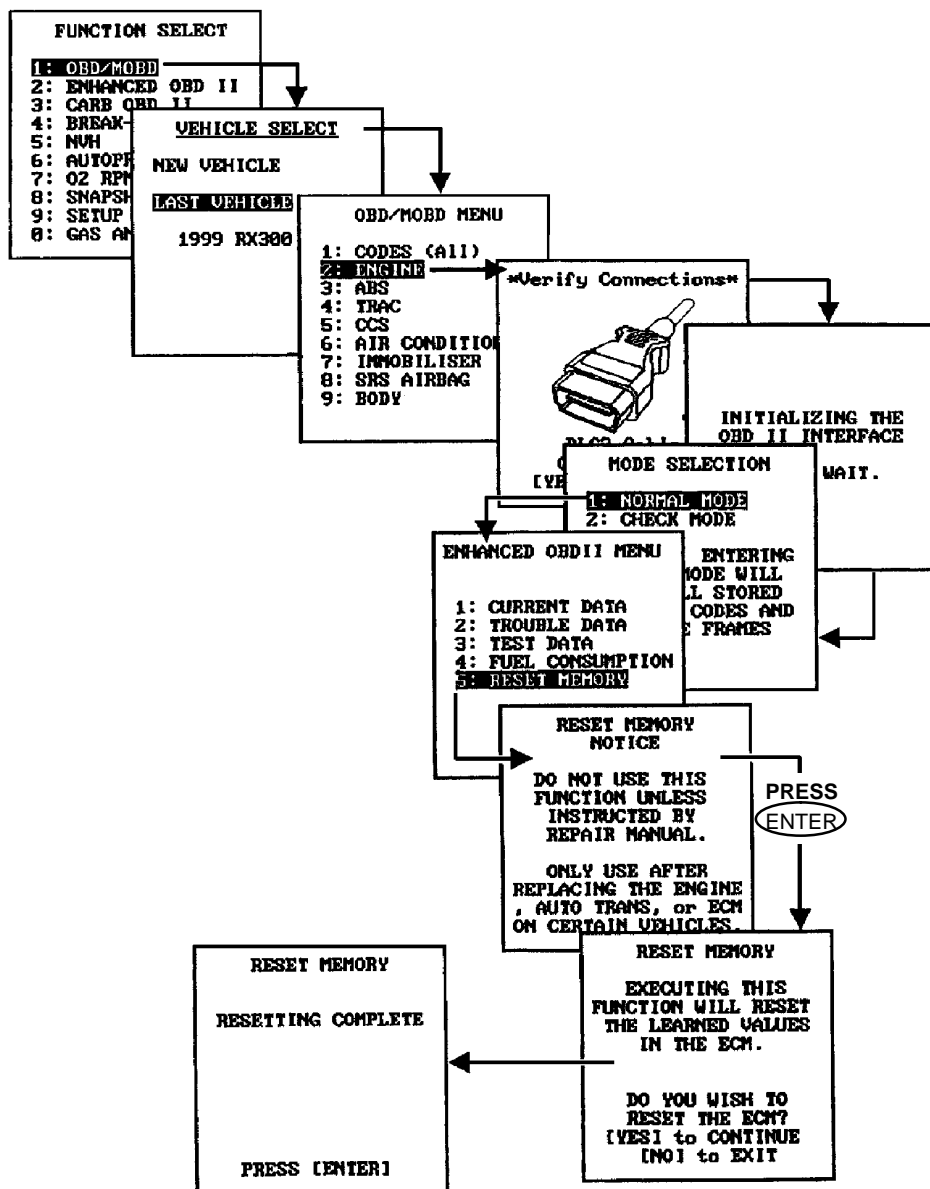 FUNCTION SELECT
1: OBD/MOBD
2: ENHANCED OBD II
3: CARB OBD II
4: BREAK-
5: NVH
6: AUTOPR
7: O2 RPM
8: SNAPSH
9: SETUP
0: GAS AN
VEHICLE SELECT
NEW VEHICLE
LAST VEHICLE
1999 RX300
OBD/MOBD MENU
1: CODES (All)
2: ENGINE
3: ABS
4: TRAC
5: CCS
6: AIR CONDITION
7: IMMOBILISER
8: SRS AIRBAG
9: BODY
*Verify Connections*
[YE
INITIALIZING THE
OBD II INTERFACE
WAIT.
MODE SELECTION
1: NORMAL MODE
2: CHECK MODE
ENTERING
MODE WILL
LL STORED
CODES AND
E FRAMES
ENHANCED OBDII MENU
1: CURRENT DATA
2: TROUBLE DATA
3: TEST DATA
4: FUEL CONSUMPTION
5: RESET MEMORY
RESET MEMORY
NOTICE
DO NOT USE THIS
FUNCTION UNLESS
INSTRUCTED BY
REPAIR MANUAL.
ONLY USE AFTER
REPLACING THE ENGINE
, AUTO TRANS, or ECM
ON CERTAIN VEHICLES.
PRESS
ENTER
RESET MEMORY
EXECUTING THIS
FUNCTION WILL RESET
THE LEARNED VALUES
IN THE ECM.
DO YOU WISH TO
RESET THE ECM?
[YES] to CONTINUE
[NO] to EXIT
RESET MEMORY
RESETTING COMPLETE
PRESS [ENTER]